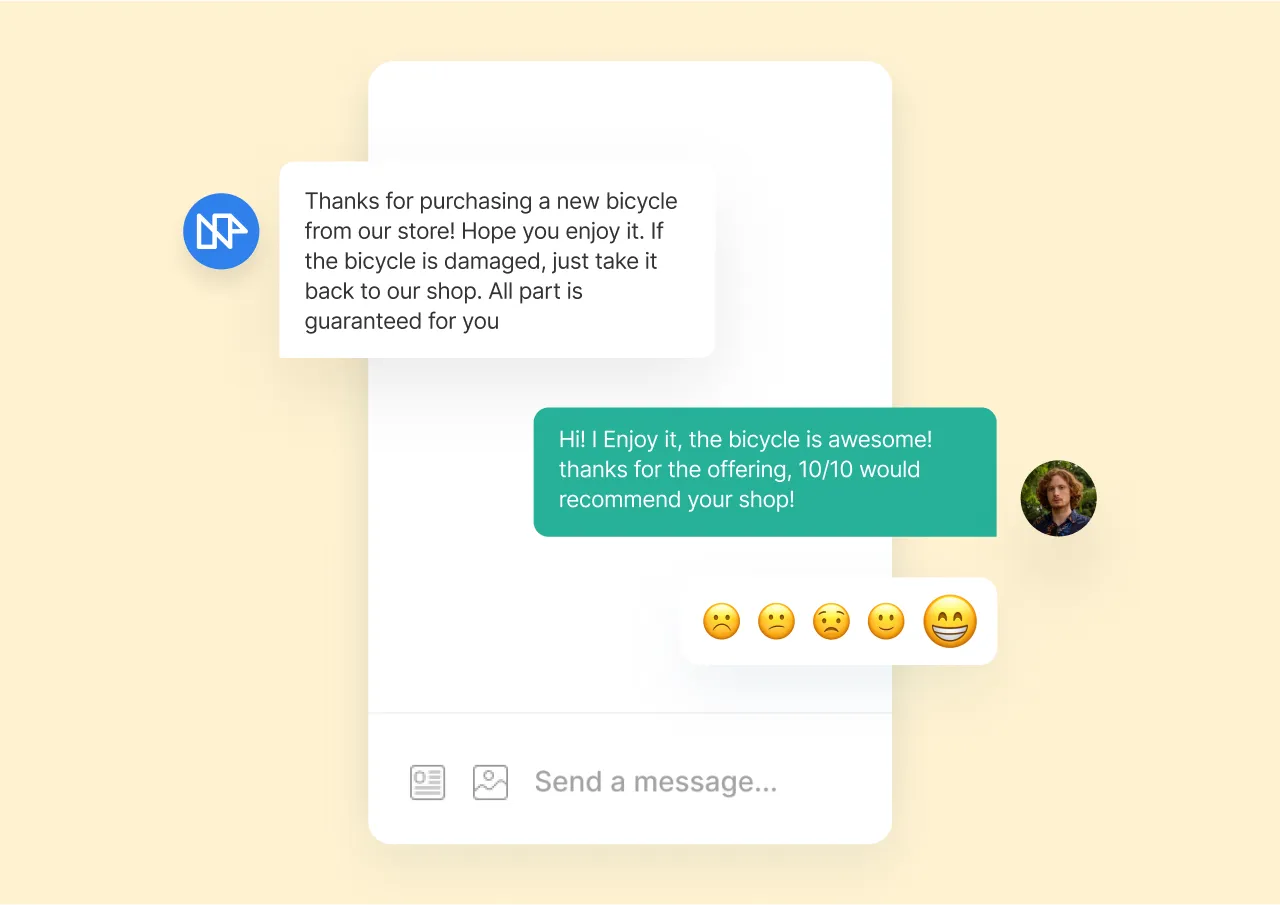 Thanks for purchasing a new bicycle
from our store! Hope you enjoy it. If
the bicycle is damaged, just take it
back to our shop. All part is
guaranteed for you
Hi! I Enjoy it, the bicycle is awesome!
thanks for the offering, 10/10 would
recommend your shop!
Send a message...